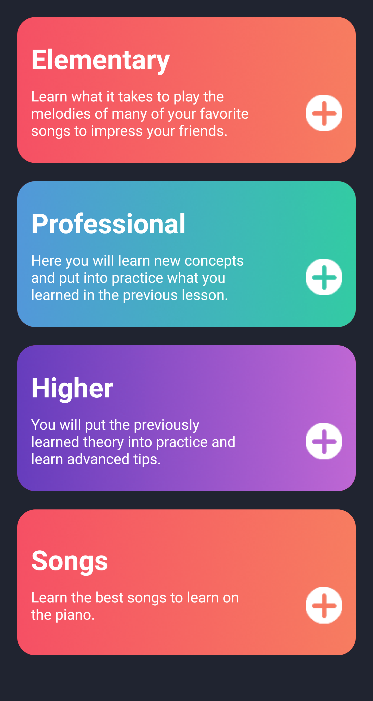 Elementary
Learn what it takes to play the
melodies of many of your favorite
songs to impress your friends.
Professional
Here you will learn new concepts
and put into practice what you
learned in the previous lesson.
Higher
You will put the previously
learned theory into practice and
learn advanced tips.
Songs
Learn the best songs to learn on
the piano.